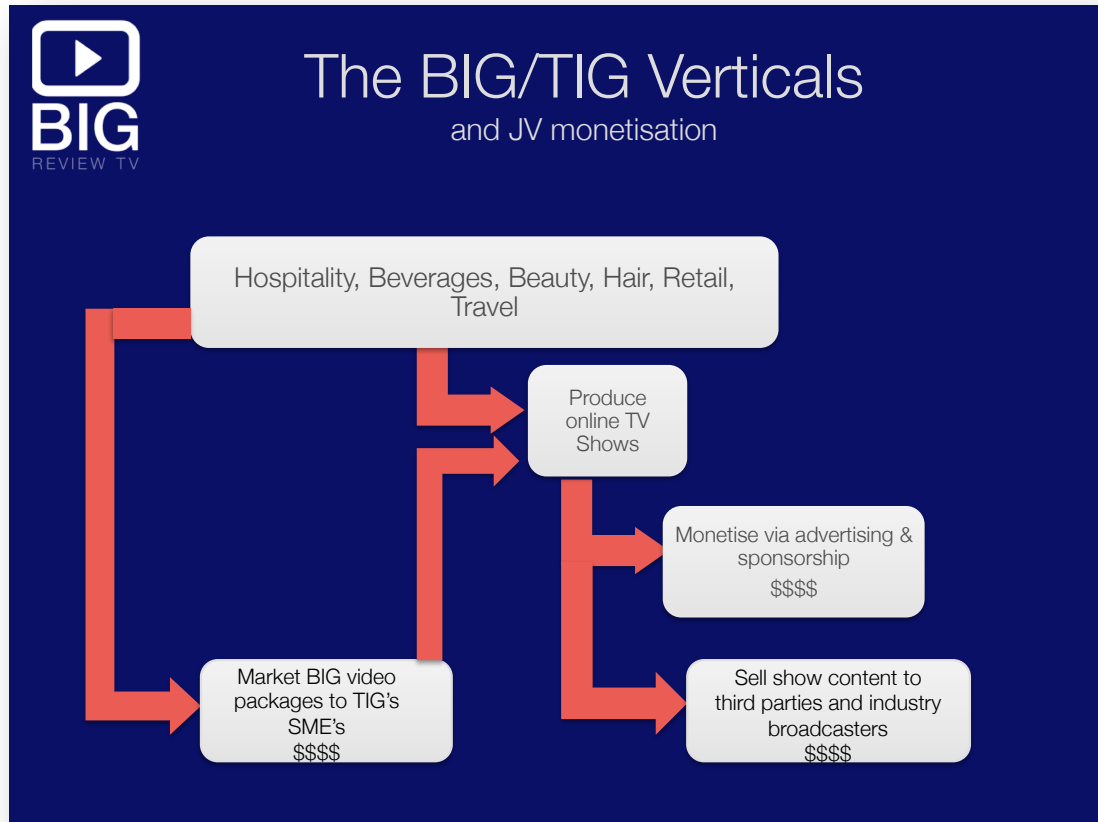 BIG
REVIEW TV
The BIG/TIG Verticals
and JV monetisation
Hospitality, Beverages, Beauty, Hair, Retail,
Travel
Produce
online TV
Shows
Monetise via advertising &
sponsorship
$$$$
Market BIG video
packages to TIG's
SME's
$$$$
Sell show content to
third parties and industry
broadcasters
$$$$